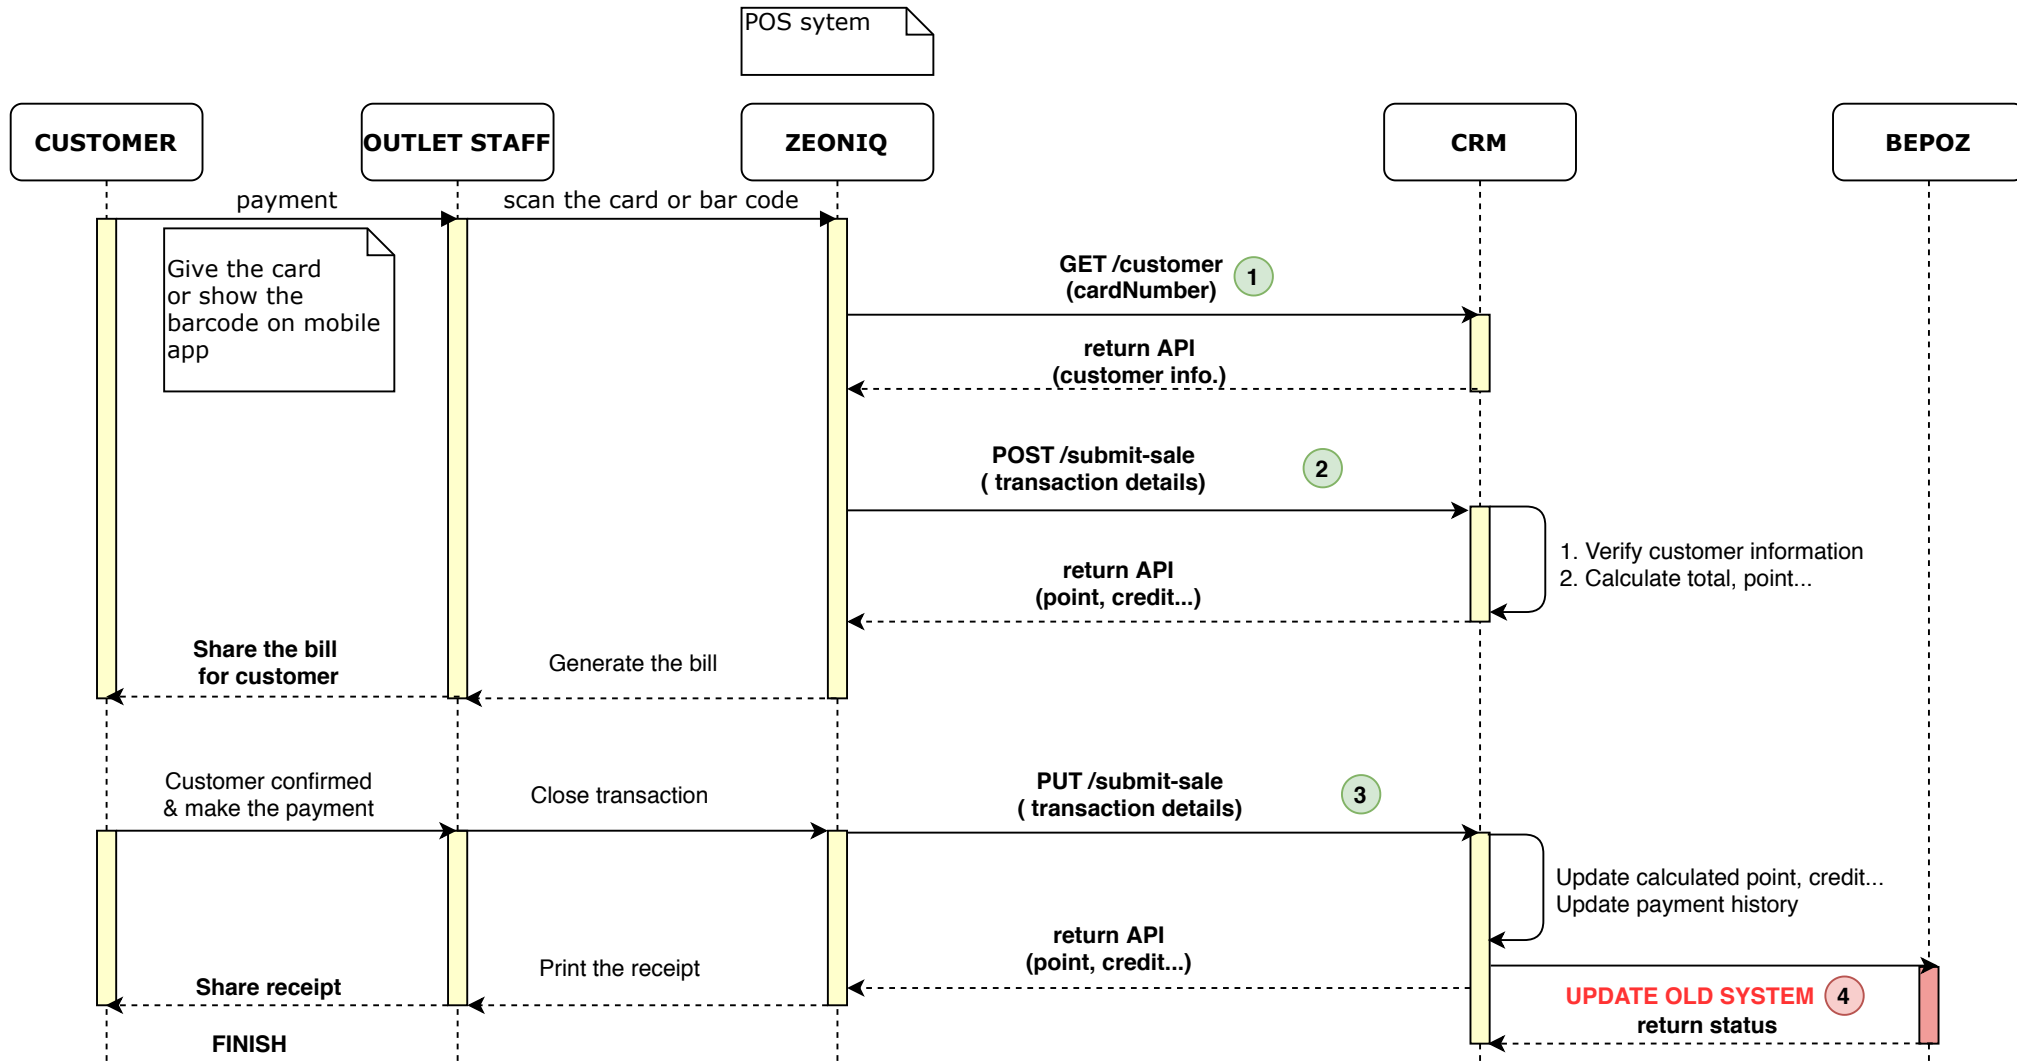 POS sytem
CUSTOMER
OUTLET STAFF
ZEONIQ
CRM
BEPOZ
payment
scan the card or bar code
Give the card
or show the
barcode on mobile
app
GET /customer
(cardNumber)
1
return API
(customer info.)
POST /submit-sale
( transaction details)
2
1. Verify customer information
2. Calculate total, point...
return API
(point, credit...)
Share the bill
for customer
Generate the bill
Customer confirmed
& make the payment
Close transaction
PUT /submit-sale
( transaction details)
3
Update calculated point, credit...
Update payment history
return API
(point, credit...)
Print the receipt
Share receipt
UPDATE OLD SYSTEM
4
return status
FINISH